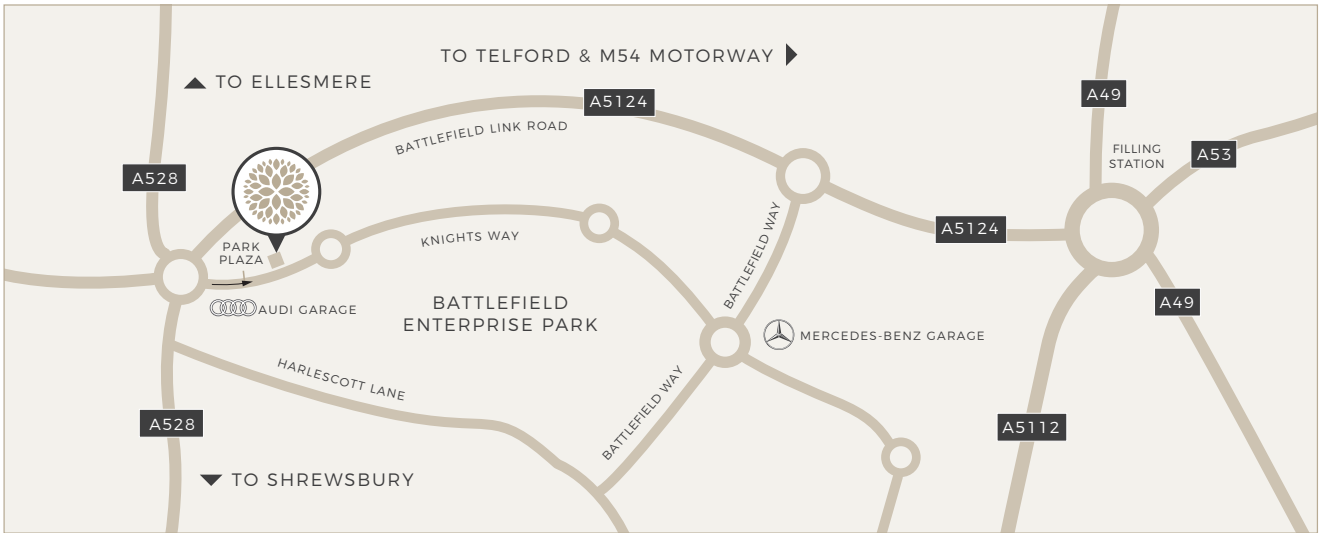 TO TELFORD & M54 MOTORWAY
TO ELLESMERE
A5124
A49
BATTLEFIELD LINK ROAD
FILLING
STATION
A53
A528
A5124
BATTLEFIELD WAY
KNIGHTS WAY
PARK
PLAZA
AUDI GARAGE
BATTLEFIELD
ENTERPRISE PARK
A49
MERCEDES-BENZ GARAGE
HARLESCOTT LANE
BATTLEFIELD WAY
A528
A5112
TO SHREWSBURY